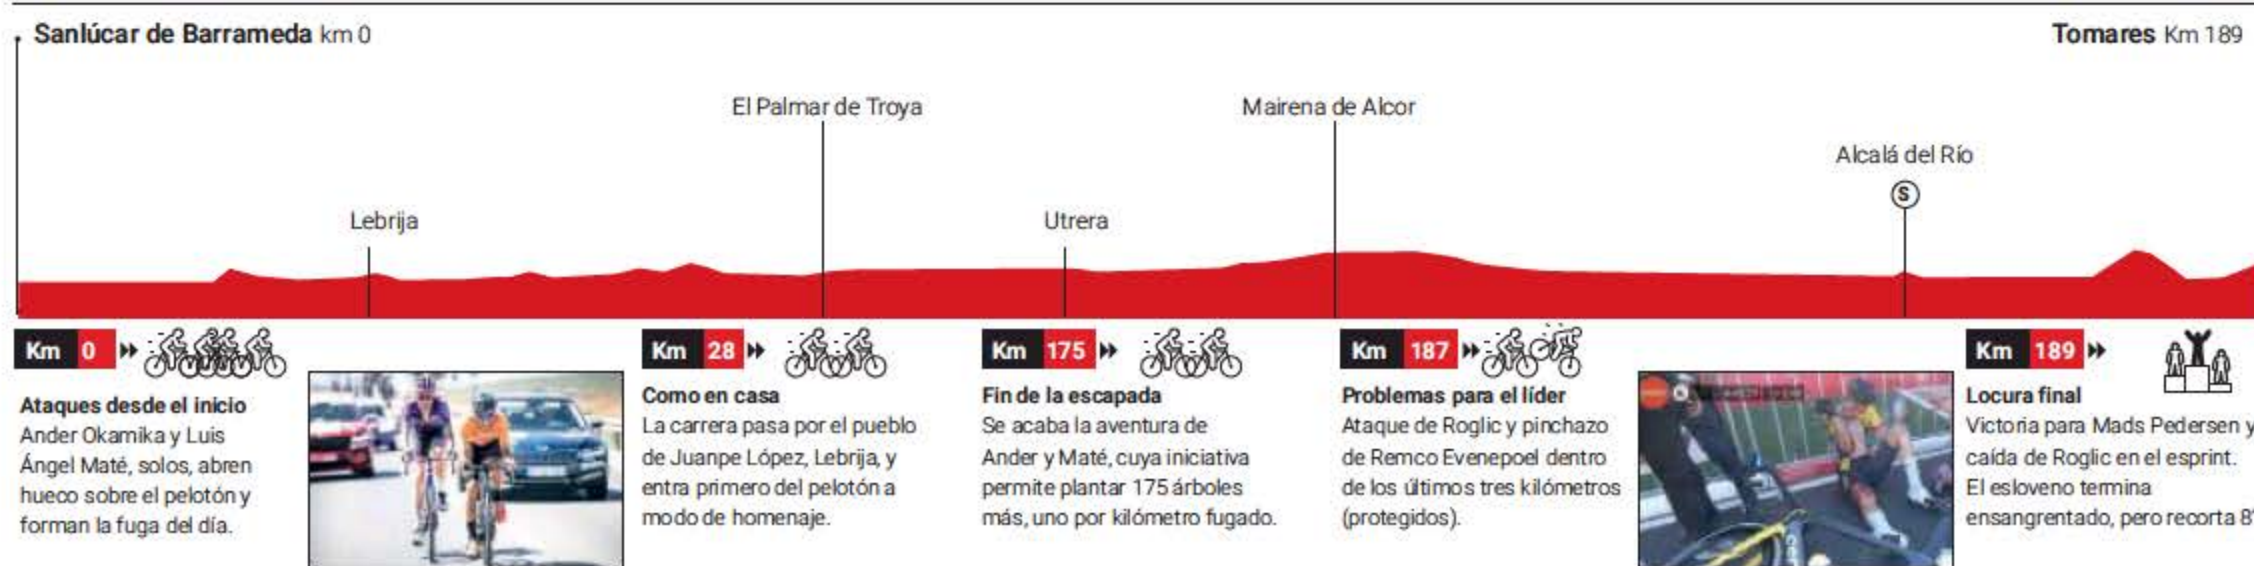 Sanlúcar de Barrameda km 0
Tomares Km 189
El Palmar de Troya
Mairena de Alcor
Alcalá del Río
S
Lebrija
Utrera
Km 0
Ataques desde el inicio
Ander Okamika y Luis
Ángel Maté, solos, abren
hueco sobre el pelotón y
forman la fuga del día.
Km 28
Como en casa
La carrera pasa por el pueblo
de Juanpe López, Lebrija, y
entra primero del pelotón a
modo de homenaje.
Km 175
Fin de la escapada
Se acaba la aventura de
Ander y Maté, cuya iniciativa
permite plantar 175 árboles
más, uno por kilómetro fugado.
Km 187
Problemas para el líder
Ataque de Roglic y pinchazo
de Remco Evenepoel dentro
de los últimos tres kilómetros
(protegidos).
Km 189
Locura final
Victoria para Mads Pedersen y
caída de Roglic en el esprint.
El esloveno termina
ensangrentado, pero recorta 8"